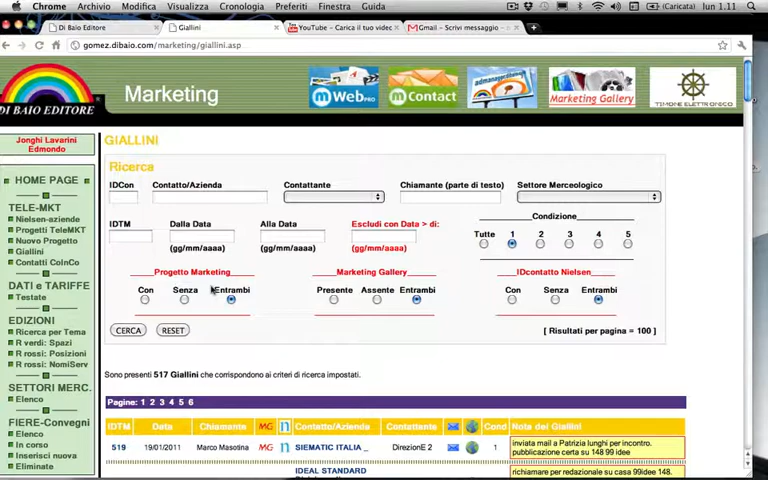 Chrome Archivio Modifica Visualizza Cronologia Preferiti Finestra Guida (Caricata) lun 1.11
Di Baio Editore Giallini YouTube - Carica il tuo video Gmail - Scrivi messaggio -
gomez.dibaio.com/marketing/giallini.asp
DI BAIO EDITORE
Marketing
mWeb PRO
mContact
admanagerdibaio
Marketing Gallery
TIMONE ELETTRONICO
Jonghi Lavarini
Edmondo
HOME PAGE
TELE-MKT
Nielsen-aziende
Progetti TeleMKT
Nuovo Progetto
Giallini
Contatti CoInCo
DATI e TARIFFE
Testate
EDIZIONI
Ricerca per Tema
R verdi: Spazi
R rossi: Posizioni
R rossi: NomiServ
SETTORI MERC.
Elenco
FIERE-Convegni
Elenco
In corso
Inserisci nuova
Eliminate
GIALLINI
Ricerca
IDCon Contatto/Azienda Contattante Chiamante (parte di testo) Settore Merceologico
IDTM Dalla Data Alla Data Escludi con Data > di:
(gg/mm/aaaa) (gg/mm/aaaa) (gg/mm/aaaa)
Condizione
Tutte 1 2 3 4 5
Progetto Marketing Marketing Gallery IDcontatto Nielsen
Con Senza Entrambi Presente Assente Entrambi Con Senza Entrambi
CERCA RESET [ Risultati per pagina = 100 ]
Sono presenti 517 Giallini che corrispondono ai criteri di ricerca impostati.
Pagine: 1 2 3 4 5 6
IDTM Data Chiamante MG n Contatto/Azienda Contattante Cond Nota dei Giallini
519 19/01/2011 Marco Masotina MG n SIEMATIC ITALIA _ DirezionE 2 1 inviata mail a Patrizia lunghi per incontro.
pubblicazione certa su 148 99 idee
IDEAL STANDARD richiamare per redazionale su casa 99idee 148.